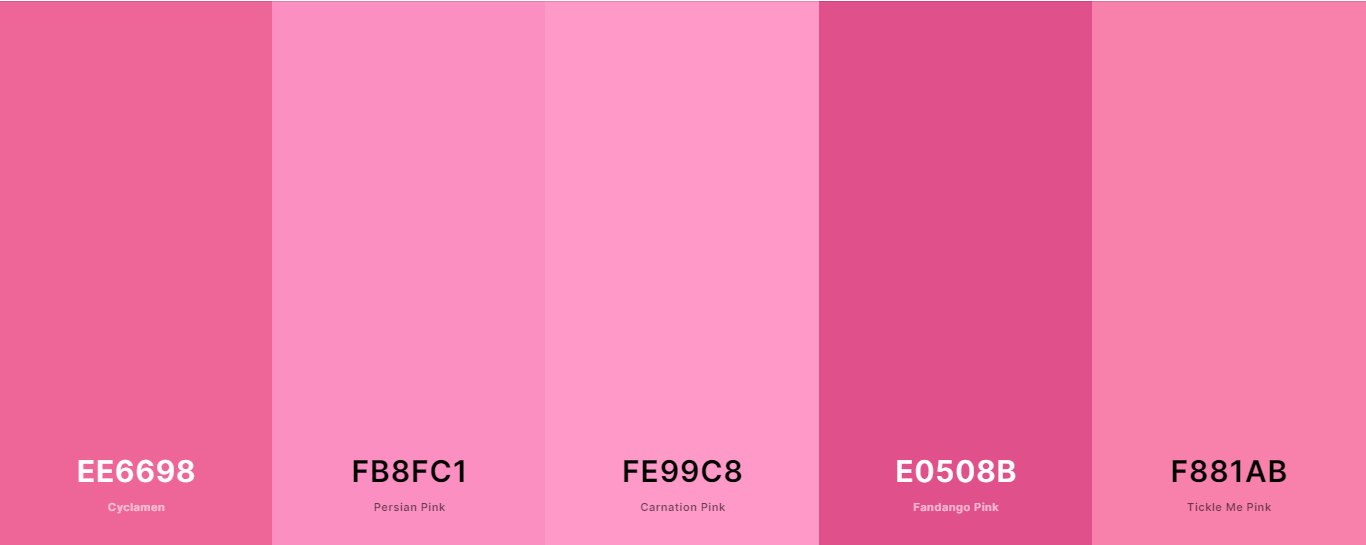 EE6698
Cyclamen
FB8FC1
Persian Pink
FE99C8
Carnation Pink
E0508B
Fandango Pink
F881AB
Tickle Me Pink